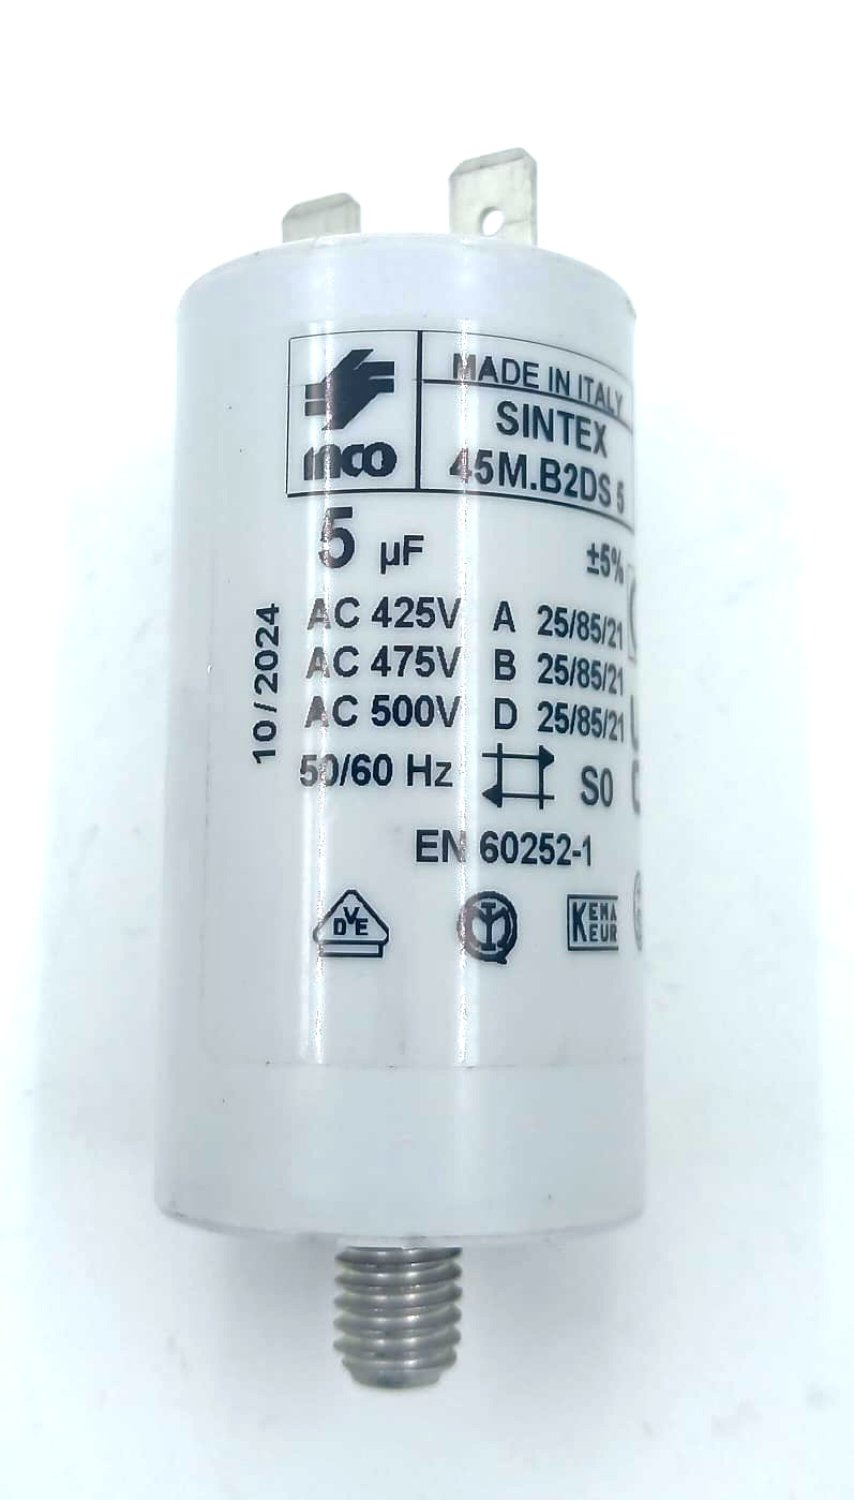 MADE IN ITALY
inco
SINTEX
45M.B2DS 5
5 µF ±5%
AC 425V A 25/85/21
AC 475V B 25/85/21
AC 500V D 25/85/21
50/60 Hz S0
EN 60252-1
10/2024
DVE
KEMA
EUR